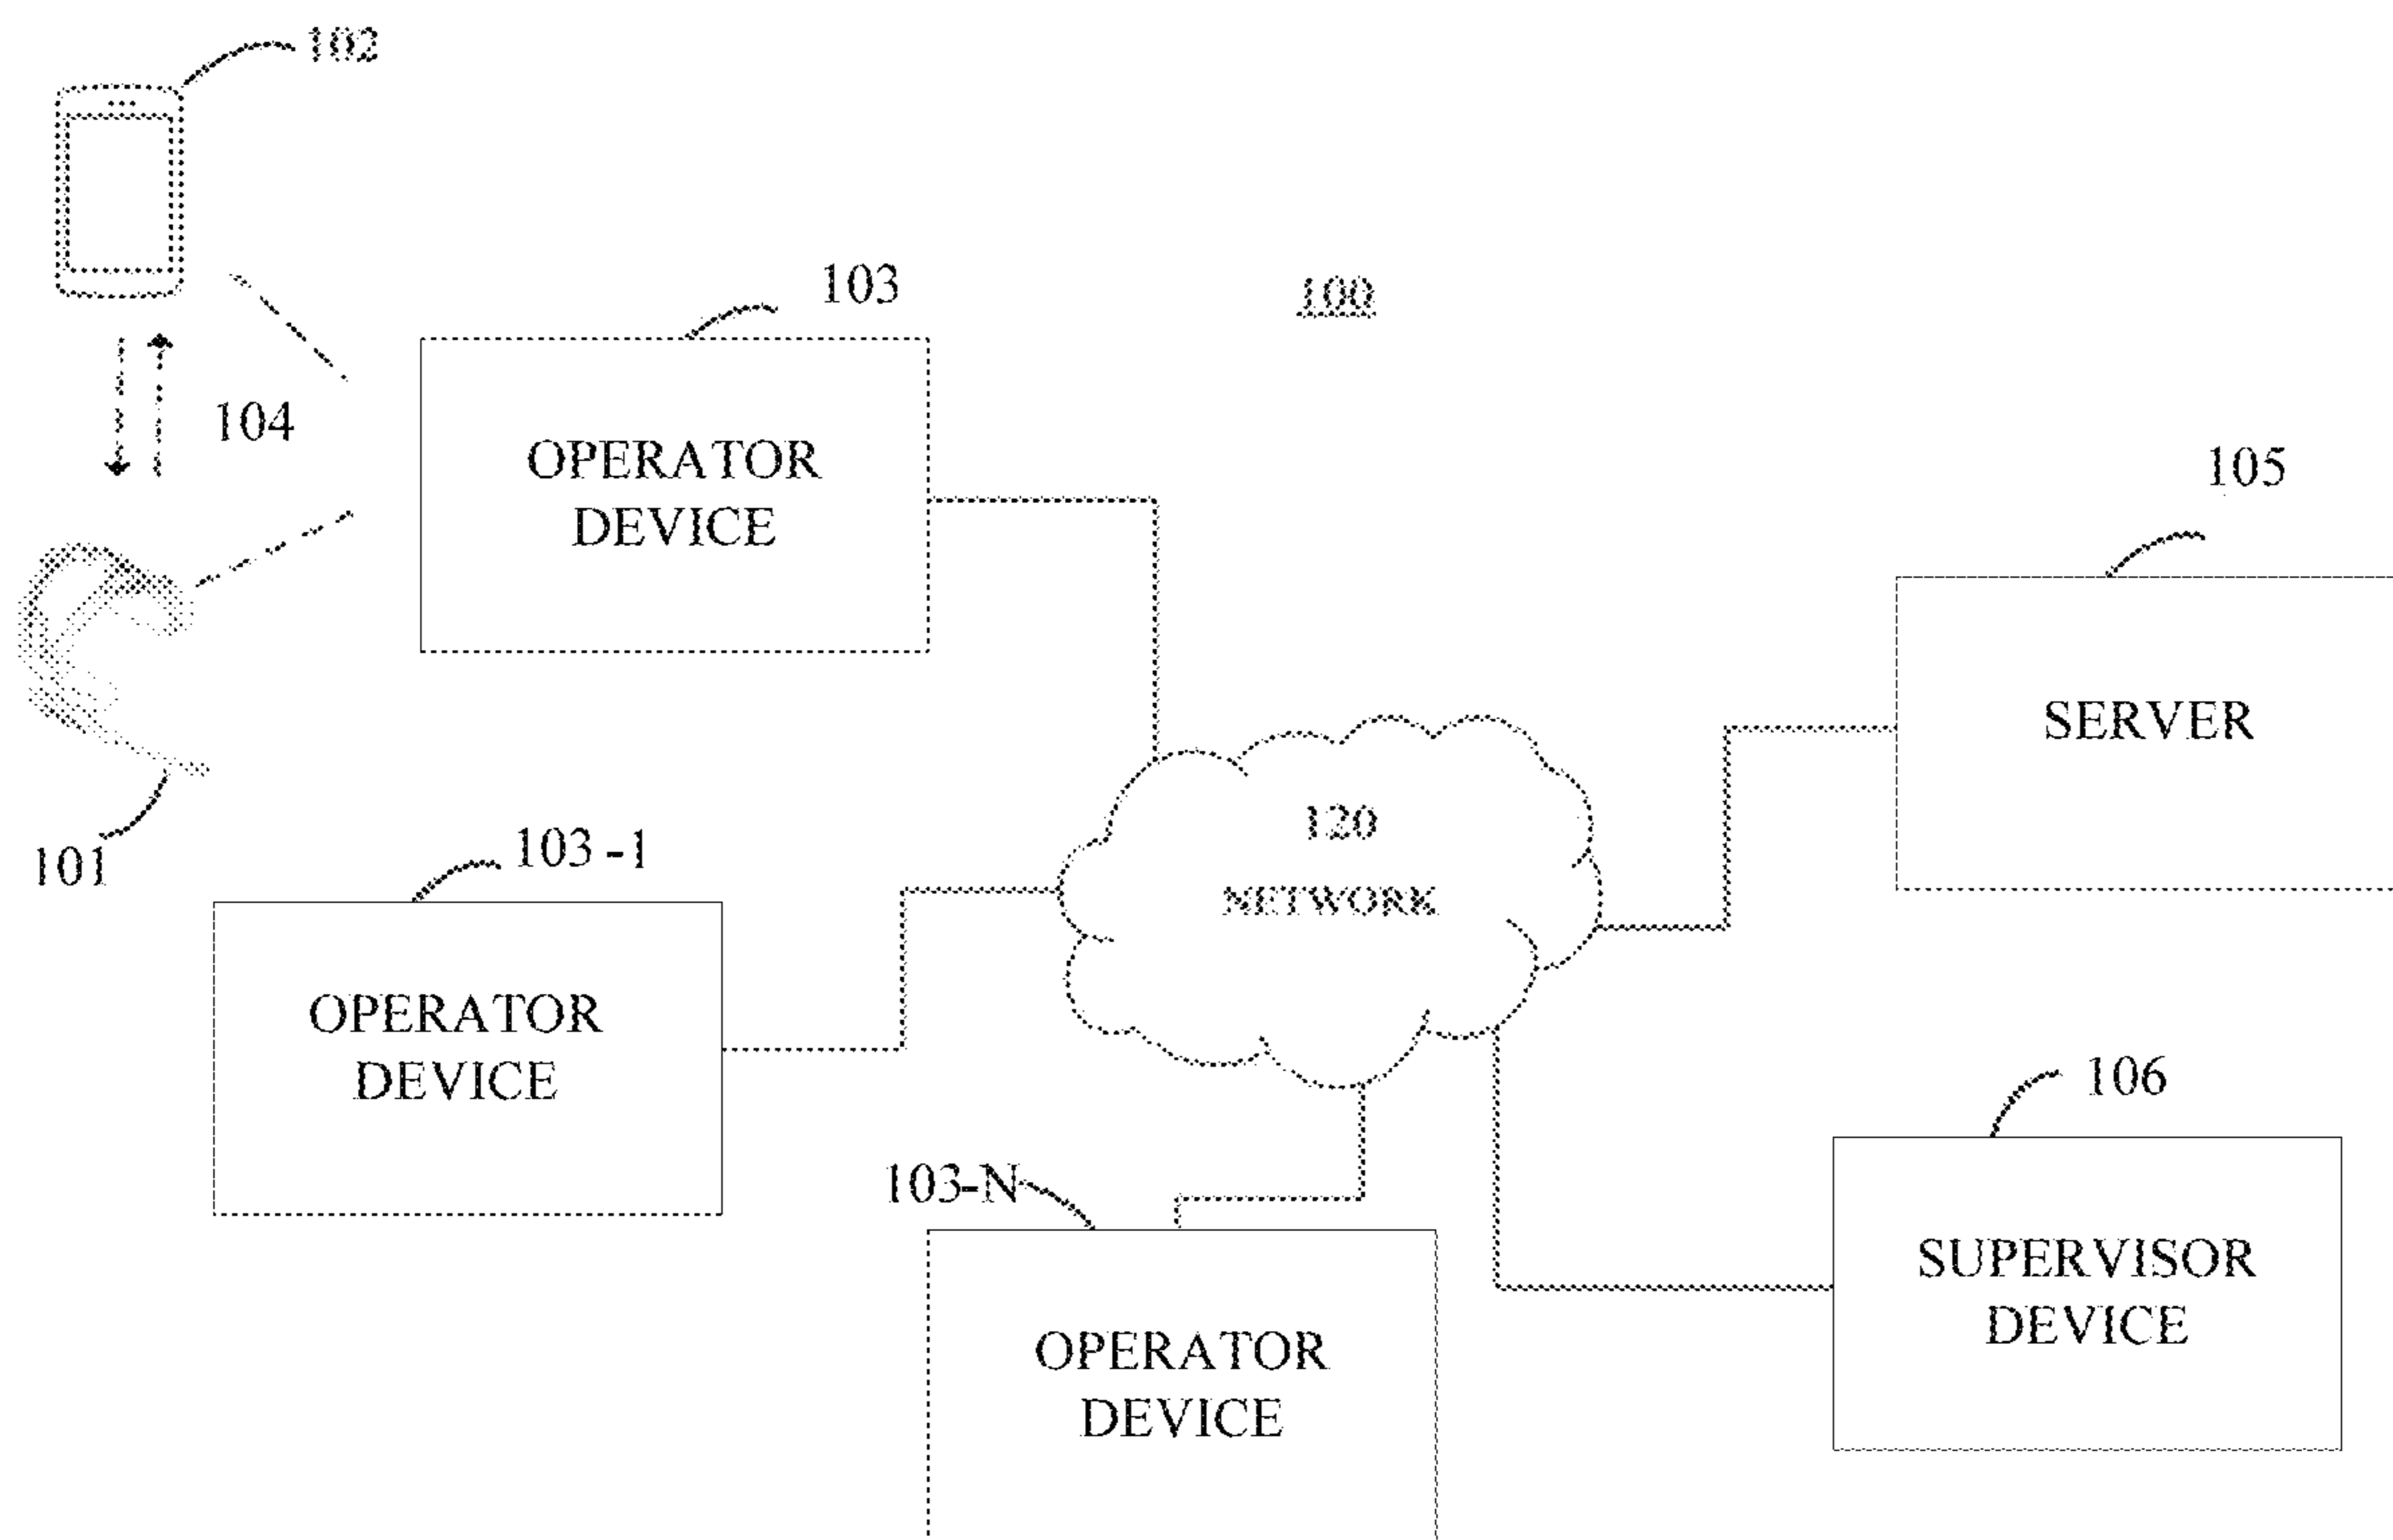 102
103
100
104
OPERATOR
DEVICE
105
SERVER
101
103-1
120
NETWORK
OPERATOR
DEVICE
106
103-N
SUPERVISOR
DEVICE
OPERATOR
DEVICE